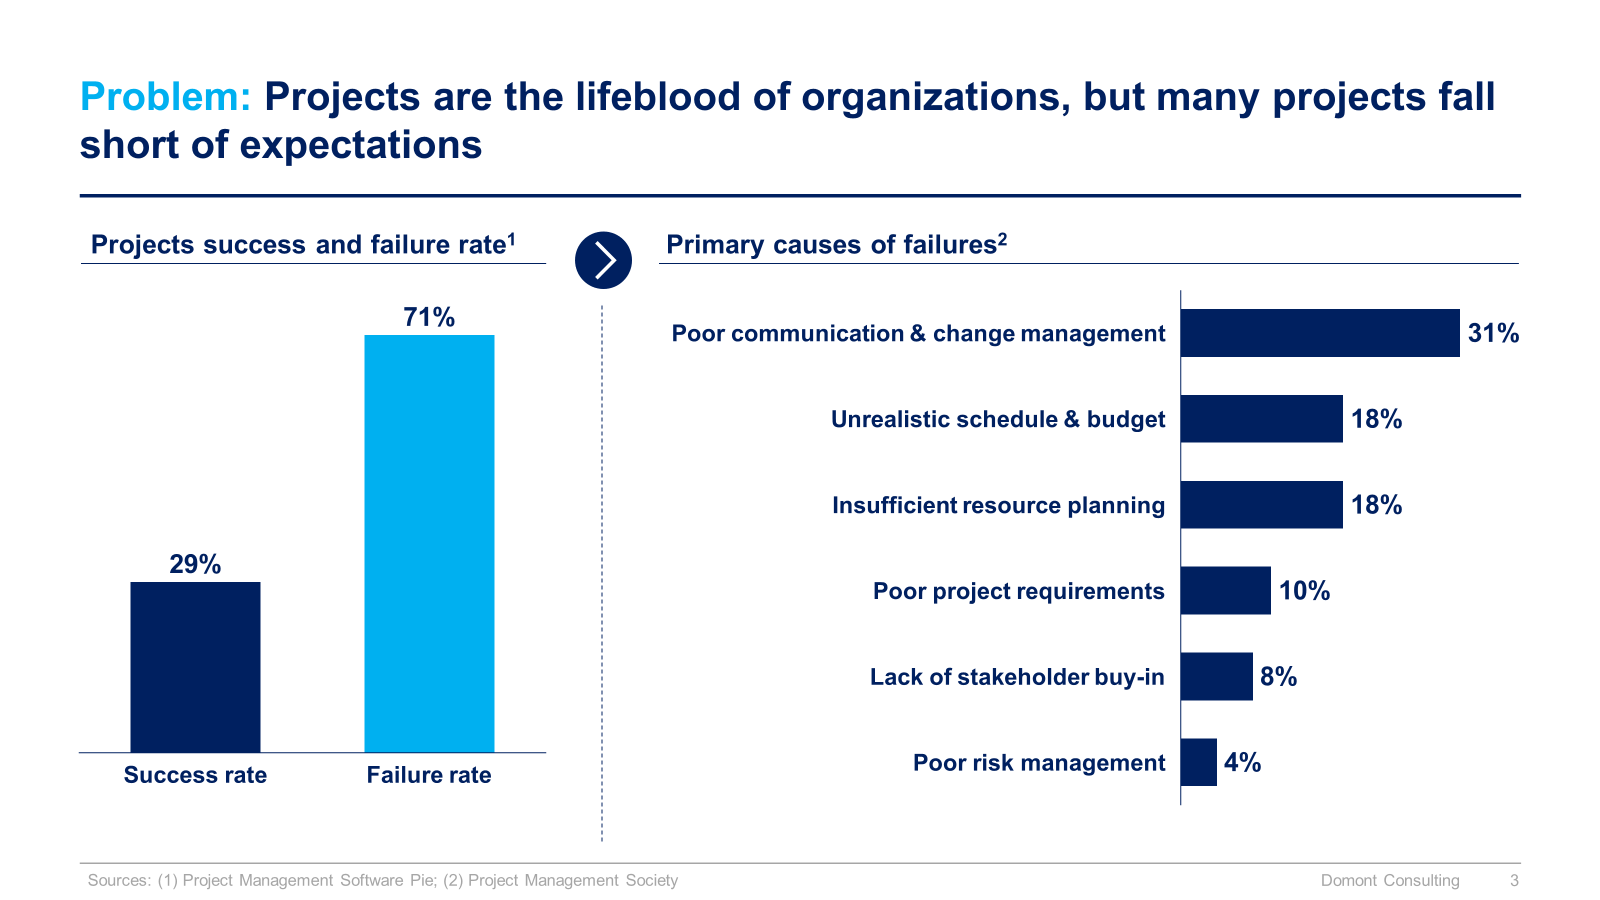 Problem: Projects are the lifeblood of organizations, but many projects fall
short of expectations
Projects success and failure rate¹
Primary causes of failures²
71%
29%
Success rate
Failure rate
Poor communication & change management 31%
Unrealistic schedule & budget 18%
Insufficient resource planning 18%
Poor project requirements 10%
Lack of stakeholder buy-in 8%
Poor risk management 4%
Sources: (1) Project Management Software Pie; (2) Project Management Society
Domont Consulting 3